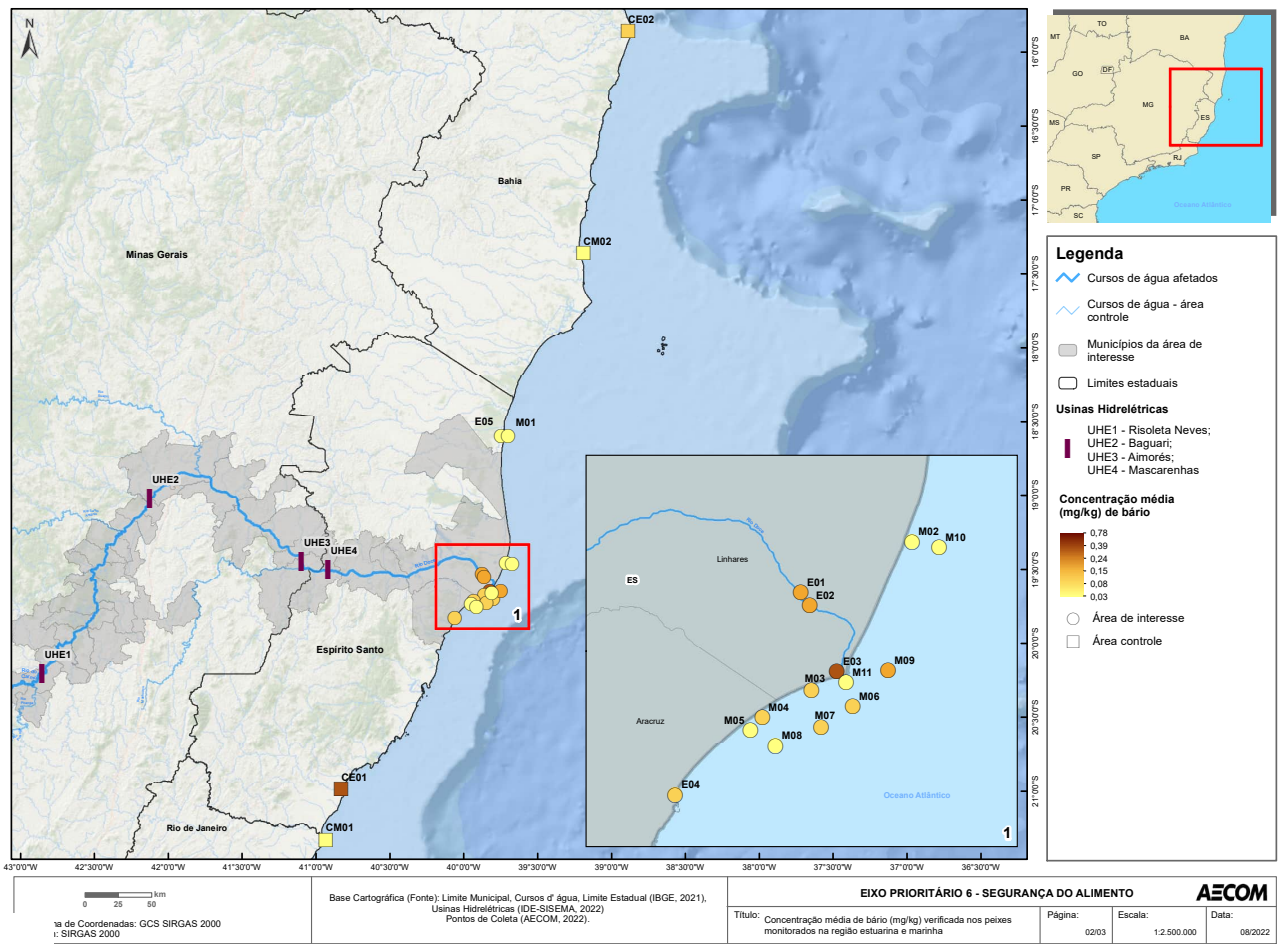 N
CE02
Bahia
CM02
Minas Gerais
E05 M01
UHE2
UHE3
UHE4
Rio Doce
1
Espírito Santo
UHE1
CE01
Rio de Janeiro
CM01
M02
M10
Rio Doce
Linhares
ES
E01
E02
E03
M09
M11
M03
M06
M04
M07
Aracruz
M05
M08
E04
Oceano Atlântico
1
16°0'0"S
16°30'0"S
17°0'0"S
17°30'0"S
18°0'0"S
18°30'0"S
19°0'0"S
19°30'0"S
20°0'0"S
20°30'0"S
21°0'0"S
43°0'0"W 42°30'0"W 42°0'0"W 41°30'0"W 41°0'0"W 40°30'0"W 40°0'0"W 39°30'0"W 39°0'0"W 38°30'0"W 38°0'0"W 37°30'0"W 37°0'0"W 36°30'0"W
TO
MT
BA
GO
DF
MG
MS
ES
SP
RJ
PR
SC
Oceano Atlântico
Legenda
Cursos de água afetados
Cursos de água - área
controle
Municípios da área de
interesse
Limites estaduais
Usinas Hidrelétricas
UHE1 - Risoleta Neves;
UHE2 - Baguari;
UHE3 - Aimorés;
UHE4 - Mascarenhas
Concentração média
(mg/kg) de bário
0,78
0,39
0,24
0,15
0,08
0,03
Área de interesse
Área controle
km
0 25 50
na de Coordenadas: GCS SIRGAS 2000
: SIRGAS 2000
Base Cartográfica (Fonte): Limite Municipal, Cursos d' água, Limite Estadual (IBGE, 2021),
Usinas Hidrelétricas (IDE-SISEMA, 2022)
Pontos de Coleta (AECOM, 2022).
EIXO PRIORITÁRIO 6 - SEGURANÇA DO ALIMENTO
AECOM
Título: Concentração média de bário (mg/kg) verificada nos peixes
monitorados na região estuarina e marinha
Página:
02/03
Escala:
1:2.500.000
Data:
08/2022